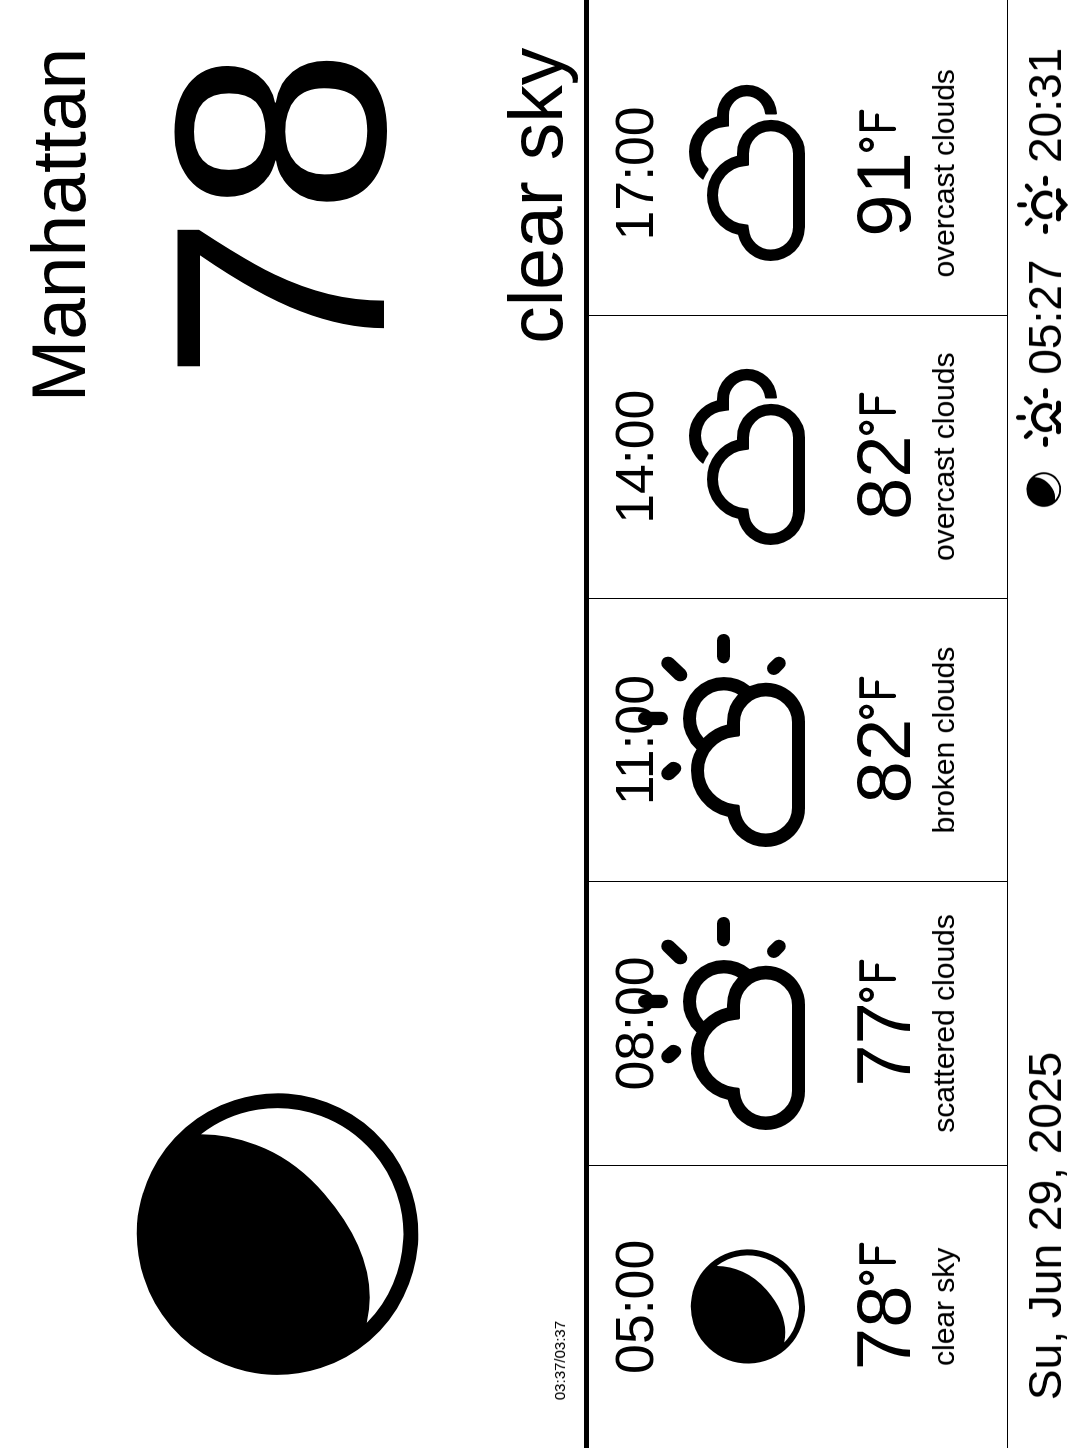 Manhattan
78
clear sky
03:37/03:37
05:00
78°F
clear sky
08:00
77°F
scattered clouds
11:00
82°F
broken clouds
14:00
82°F
overcast clouds
17:00
91°F
overcast clouds
Su, Jun 29, 2025 05:27 20:31